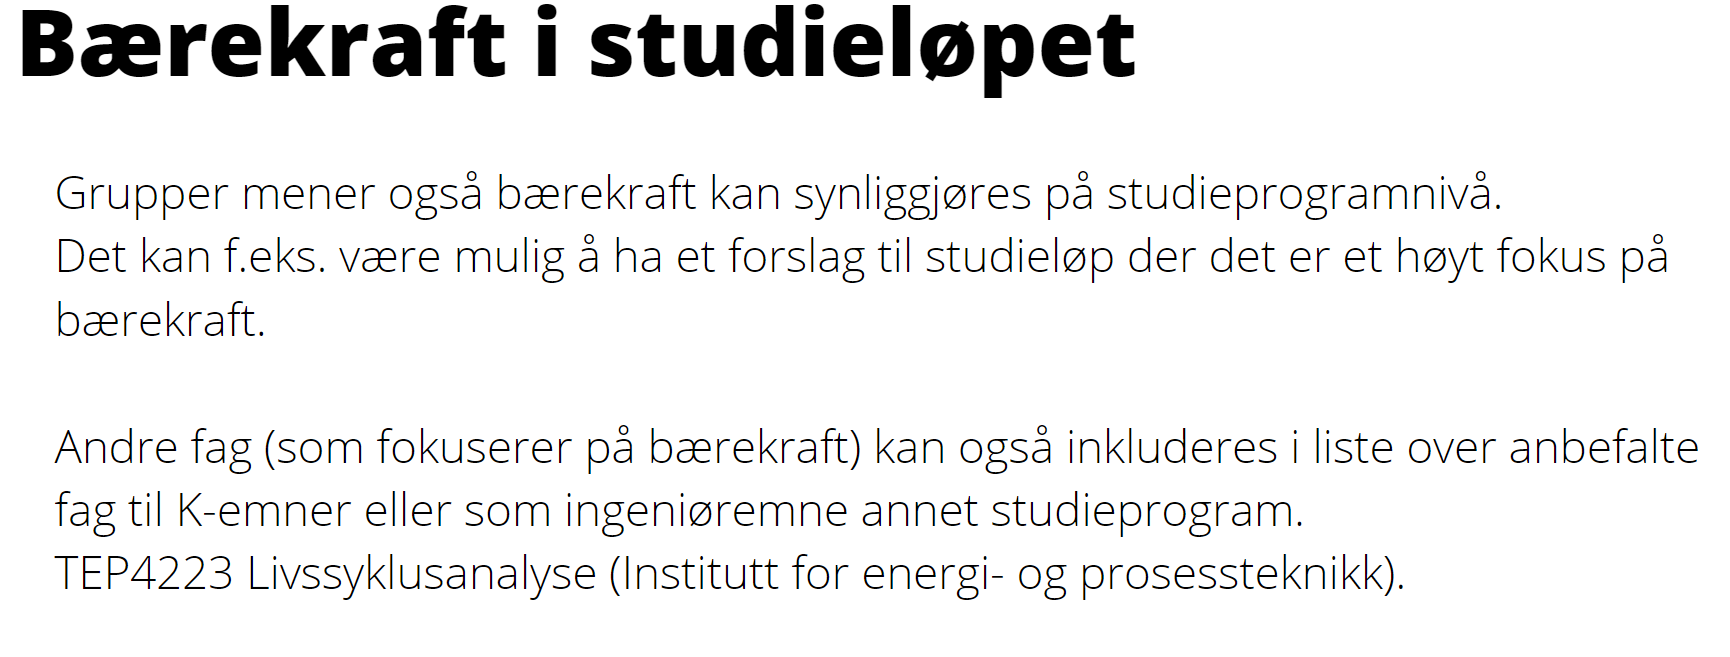 Bærekraft i studieløpet
Grupper mener også bærekraft kan synliggjøres på studieprogramnivå.
Det kan f.eks. være mulig å ha et forslag til studieløp der det er et høyt fokus på
bærekraft.
Andre fag (som fokuserer på bærekraft) kan også inkluderes i liste over anbefalte
fag til K-emner eller som ingeniøremne annet studieprogram.
TEP4223 Livssyklusanalyse (Institutt for energi- og prosessteknikk).